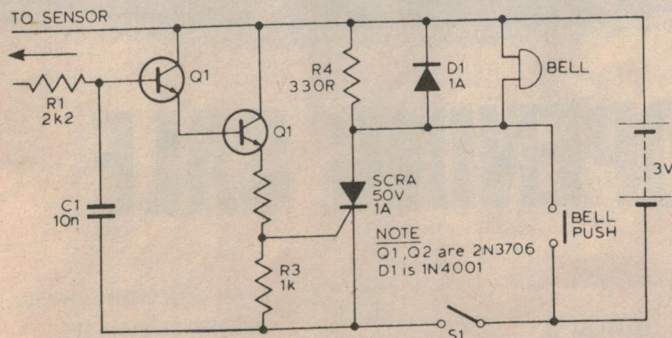 TO SENSOR
R1
2k2
Q1
Q1
C1
10n
R3
1k
R4
330R
D1
1A
BELL
SCRA
50V
1A
NOTE
Q1,Q2 are 2N3706
D1 is 1N4001
BELL
PUSH
3V
S1